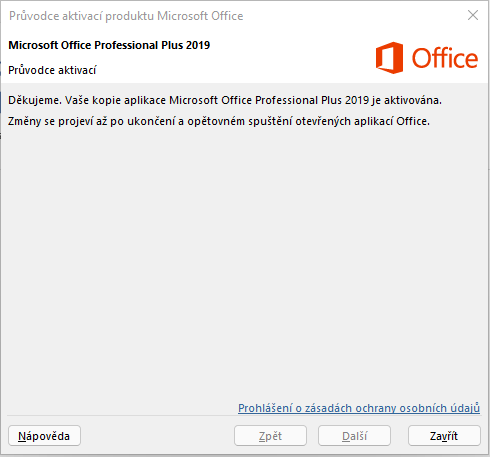 Průvodce aktivací produktu Microsoft Office
Microsoft Office Professional Plus 2019
Průvodce aktivací
Office
Děkujeme. Vaše kopie aplikace Microsoft Office Professional Plus 2019 je aktivována.
Změny se projeví až po ukončení a opětovném spuštění otevřených aplikací Office.
Prohlášení o zásadách ochrany osobních údajů
Nápověda
Zpět
Další
Zavřít